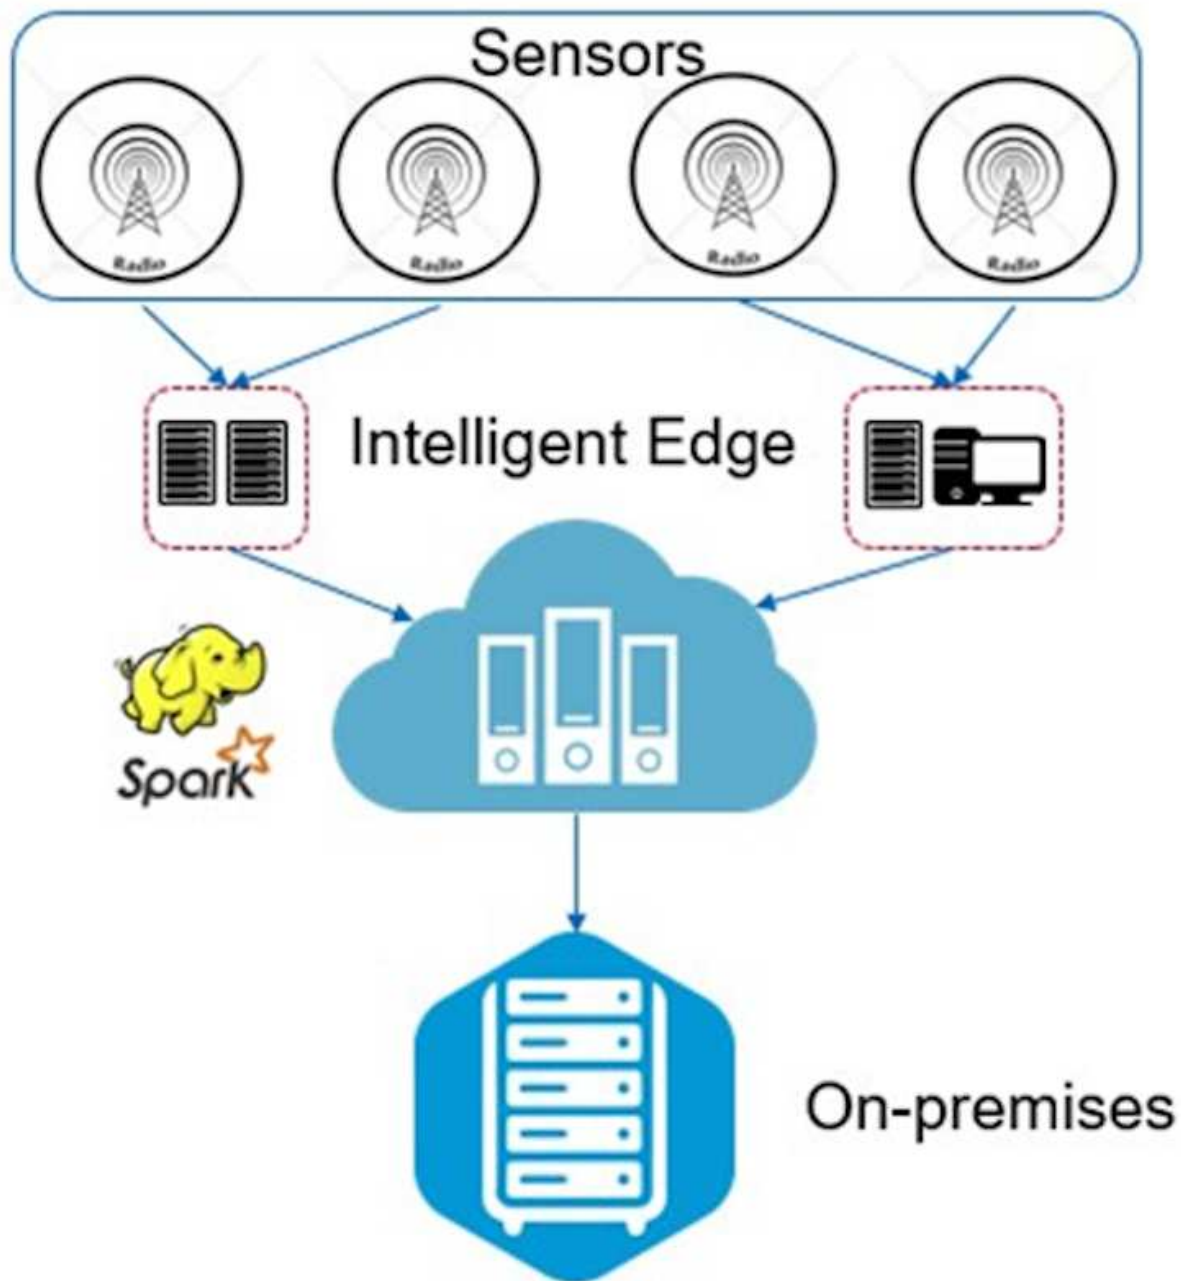 Sensors
Radio
Radio
Radio
Radio
Intelligent Edge
Spark
On-premises